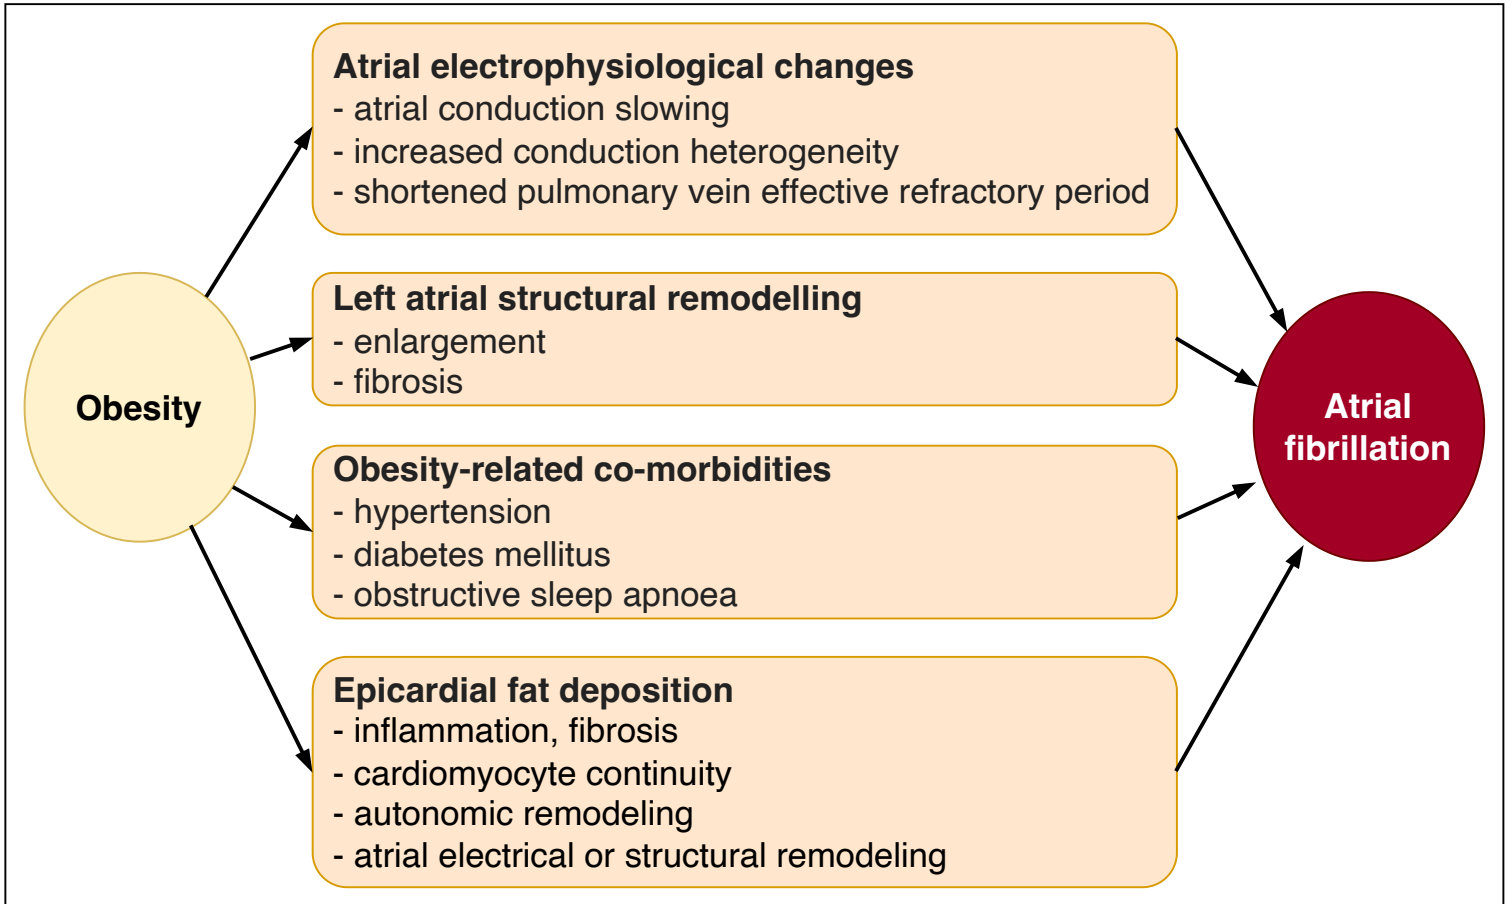 Atrial electrophysiological changes
- atrial conduction slowing
- increased conduction heterogeneity
- shortened pulmonary vein effective refractory period
Left atrial structural remodelling
- enlargement
- fibrosis
Obesity
Atrial
fibrillation
Obesity-related co-morbidities
- hypertension
- diabetes mellitus
- obstructive sleep apnoea
Epicardial fat deposition
- inflammation, fibrosis
- cardiomyocyte continuity
- autonomic remodeling
- atrial electrical or structural remodeling